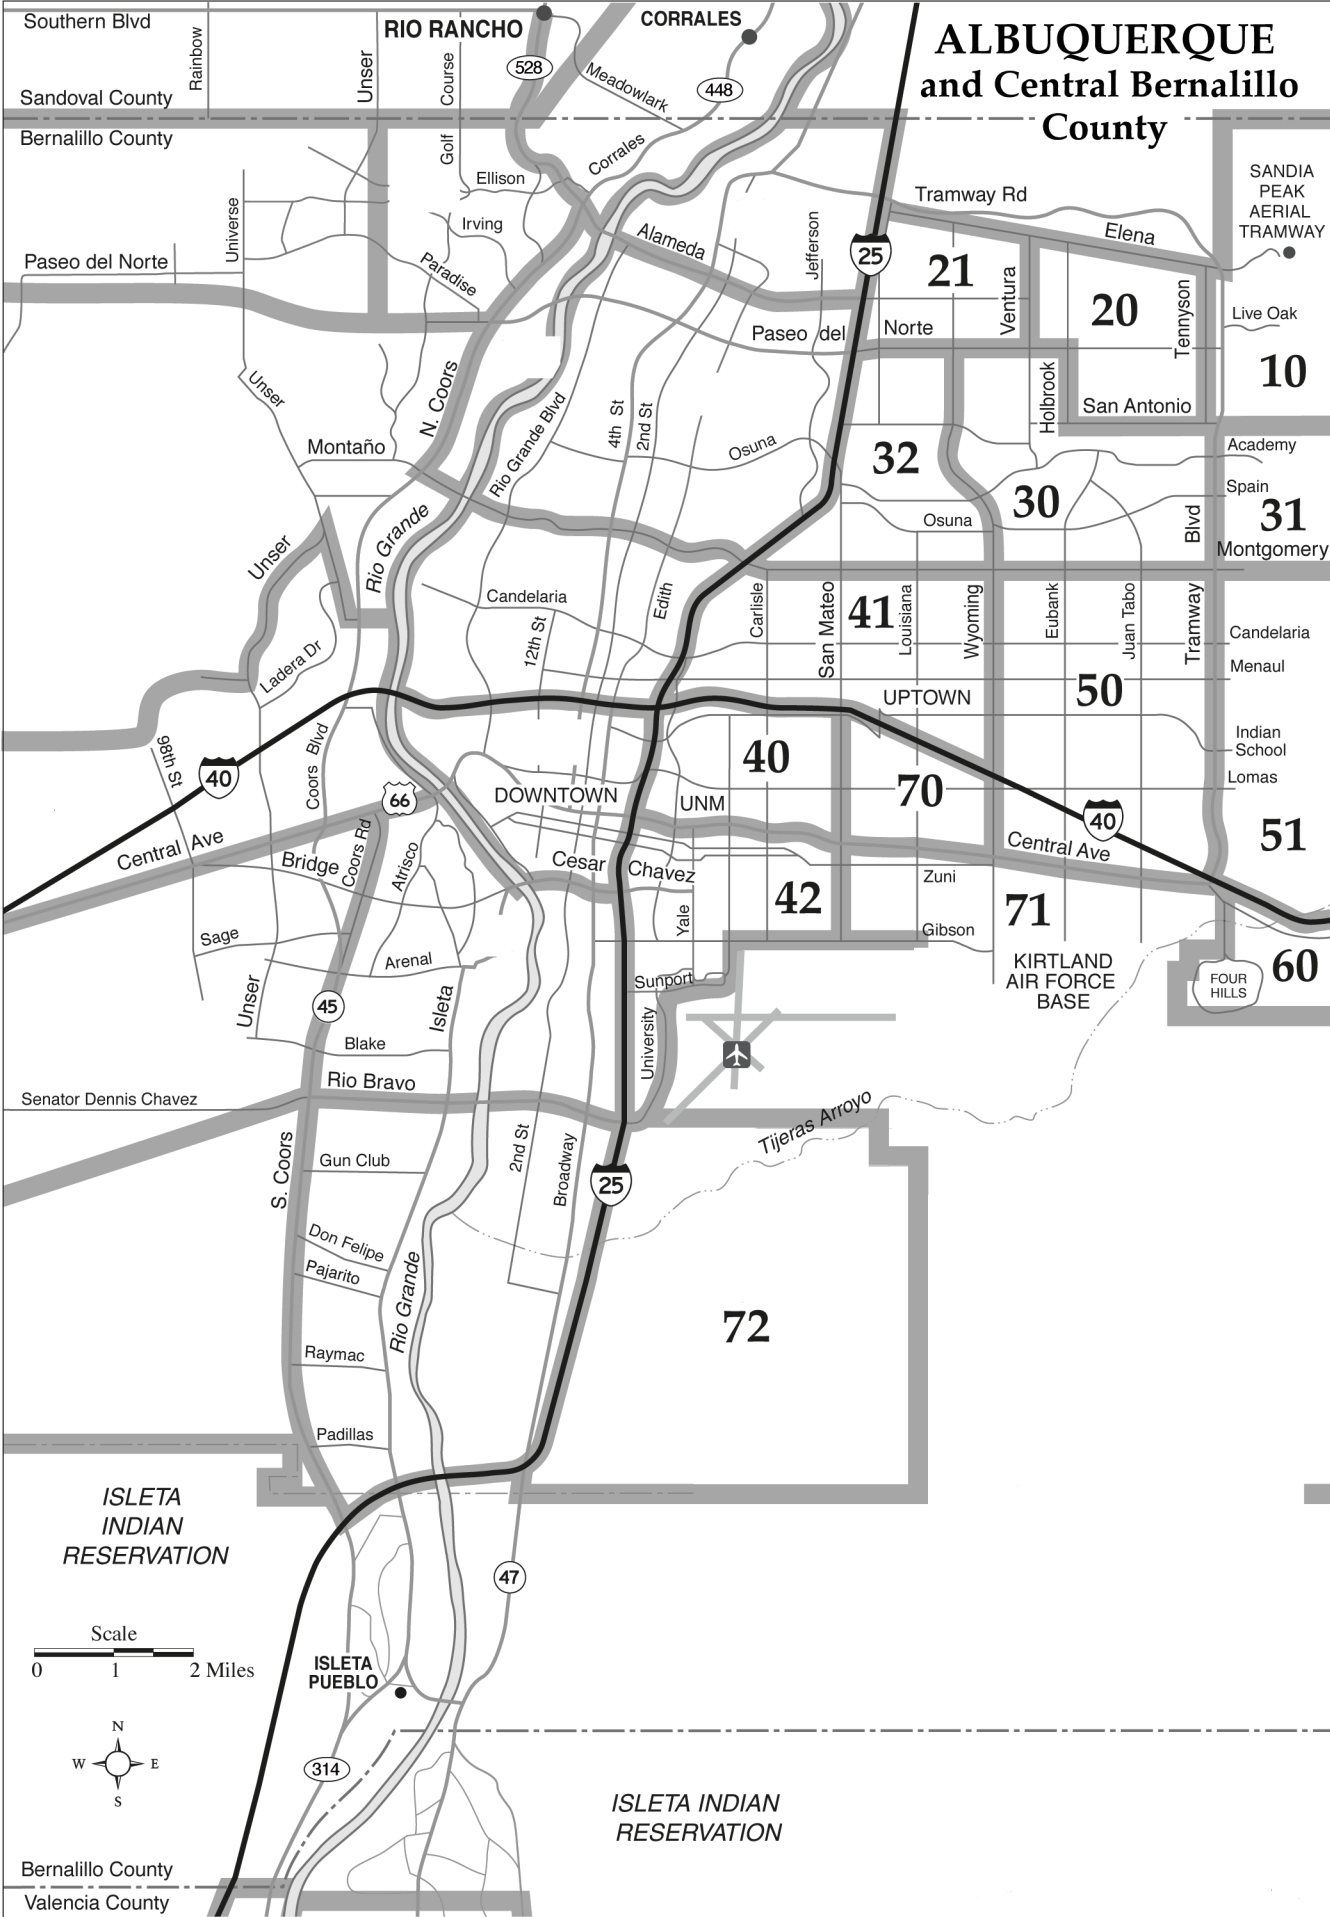 Southern Blvd
Rainbow
Unser
RIO RANCHO
Golf Course
528
CORRALES
448
Meadowlark
ALBUQUERQUE
and Central Bernalillo
County
Sandoval County
Bernalillo County
Corrales
Ellison
Irving
Universe
Paseo del Norte
Paradise
Alameda
Jefferson
25
Tramway Rd
Elena
SANDIA
PEAK
AERIAL
TRAMWAY
21
Ventura
20
Tennyson
Live Oak
Paseo del Norte
10
Holbrook
San Antonio
Unser
N. Coors
Rio Grande Blvd
4th St
2nd St
Montaño
Osuna
32
Academy
30
Spain
31
Osuna
Blvd
Montgomery
Rio Grande
Unser
Candelaria
12th St
Edith
Carlisle
San Mateo
41
Louisiana
Wyoming
Eubank
Juan Tabo
Tramway
Candelaria
Menaul
Ladera Dr
50
UPTOWN
98th St
40
Coors Blvd
66
40
70
Indian
School
Lomas
DOWNTOWN
UNM
40
51
Central Ave
Central Ave
Bridge
Coors Rd
Atrisco
Cesar Chavez
Zuni
42
71
Yale
Gibson
Sage
Arenal
KIRTLAND
AIR FORCE
BASE
60
FOUR
HILLS
Unser
45
Isleta
Sunport
University
Blake
Rio Bravo
Senator Dennis Chavez
Tijeras Arroyo
S. Coors
Gun Club
2nd St
Broadway
25
Don Felipe
Pajarito
Rio Grande
72
Raymac
Padillas
ISLETA
INDIAN
RESERVATION
47
Scale
0 1 2 Miles
ISLETA
PUEBLO
N
W E
S
314
ISLETA INDIAN
RESERVATION
Bernalillo County
Valencia County